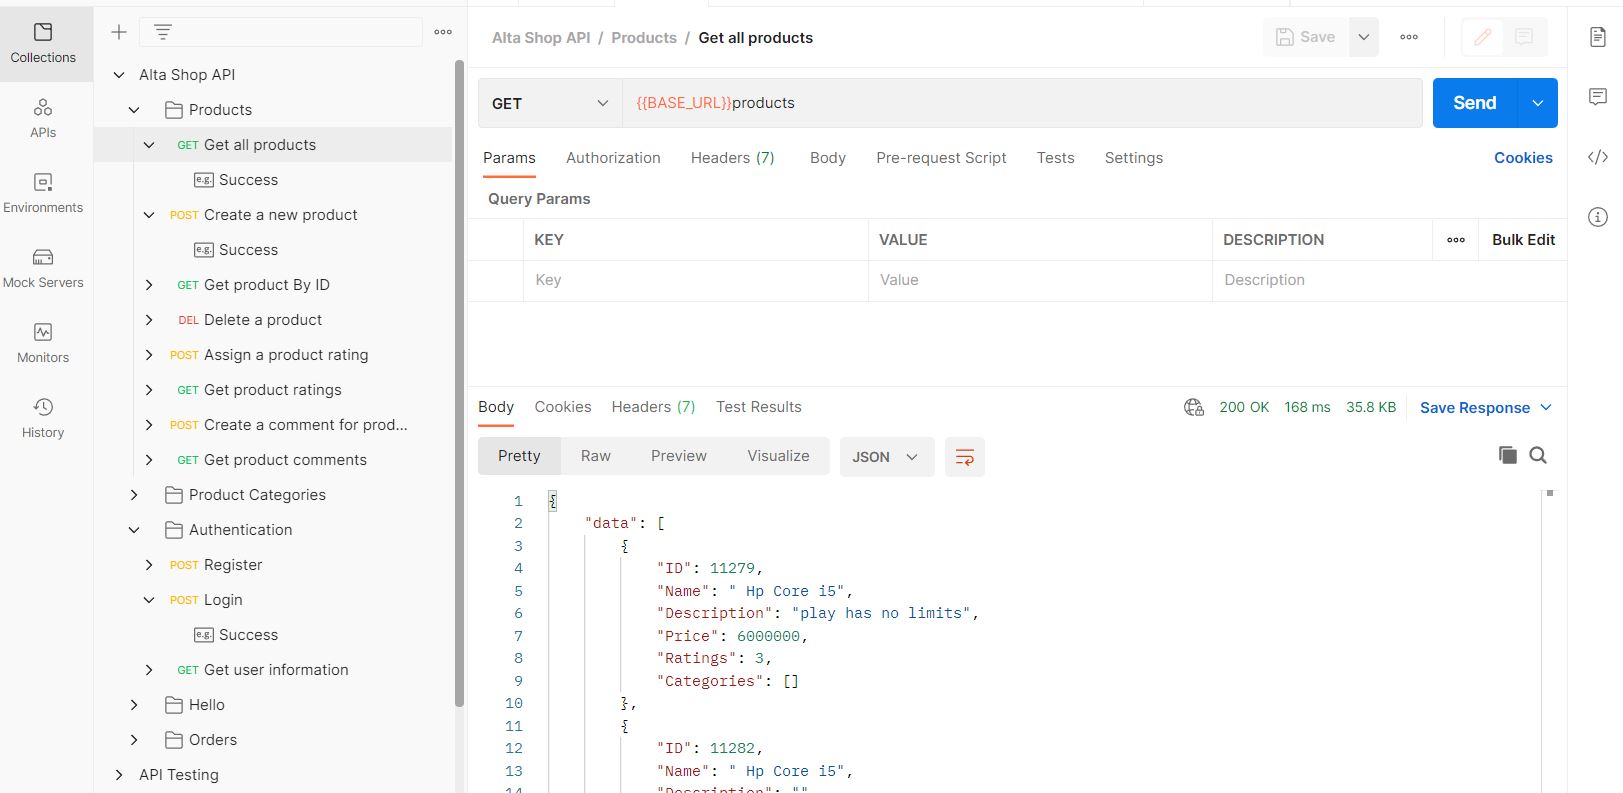 Collections
APIs
Environments
Mock Servers
Monitors
History
Alta Shop API
Products
GET Get all products
e.g. Success
POST Create a new product
e.g. Success
GET Get product By ID
DEL Delete a product
POST Assign a product rating
GET Get product ratings
POST Create a comment for prod...
GET Get product comments
Product Categories
Authentication
POST Register
POST Login
e.g. Success
GET Get user information
Hello
Orders
API Testing
Alta Shop API / Products / Get all products
Save
GET {{BASE_URL}}products
Send
Params Authorization Headers (7) Body Pre-request Script Tests Settings Cookies
Query Params
KEY VALUE DESCRIPTION Bulk Edit
Key Value Description
Body Cookies Headers (7) Test Results 200 OK 168 ms 35.8 KB Save Response
Pretty Raw Preview Visualize JSON
1 {
2 "data": [
3 {
4 "ID": 11279,
5 "Name": " Hp Core i5",
6 "Description": "play has no limits",
7 "Price": 6000000,
8 "Ratings": 3,
9 "Categories": []
10 },
11 {
12 "ID": 11282,
13 "Name": " Hp Core i5",
14 "Description": ""